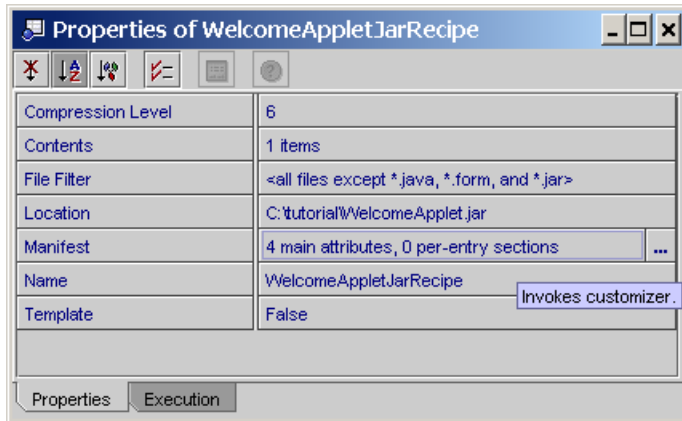 Properties of WelcomeAppletJarRecipe
Compression Level 6
Contents 1 items
File Filter <all files except *.java, *.form, and *.jar>
Location C:\tutorial\WelcomeApplet.jar
Manifest 4 main attributes, 0 per-entry sections ...
Name WelcomeAppletJarRecipe
Invokes customizer.
Template False
Properties Execution